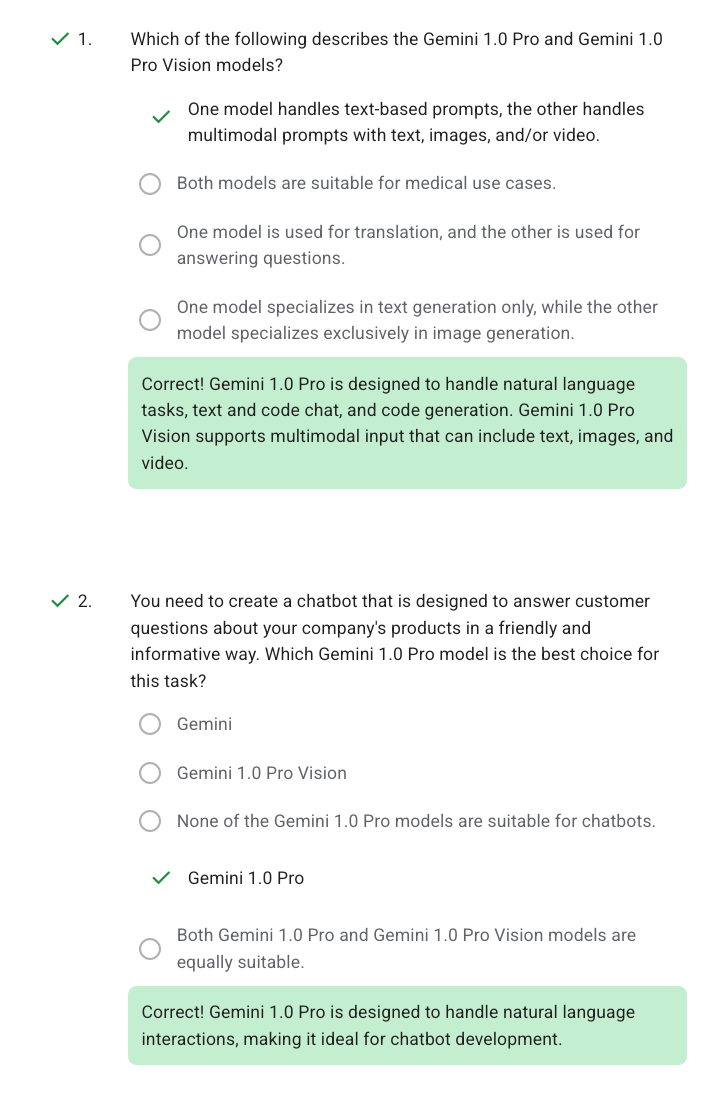 1. Which of the following describes the Gemini 1.0 Pro and Gemini 1.0
Pro Vision models?
One model handles text-based prompts, the other handles
multimodal prompts with text, images, and/or video.
Both models are suitable for medical use cases.
One model is used for translation, and the other is used for
answering questions.
One model specializes in text generation only, while the other
model specializes exclusively in image generation.
Correct! Gemini 1.0 Pro is designed to handle natural language
tasks, text and code chat, and code generation. Gemini 1.0 Pro
Vision supports multimodal input that can include text, images, and
video.
2. You need to create a chatbot that is designed to answer customer
questions about your company's products in a friendly and
informative way. Which Gemini 1.0 Pro model is the best choice for
this task?
Gemini
Gemini 1.0 Pro Vision
None of the Gemini 1.0 Pro models are suitable for chatbots.
Gemini 1.0 Pro
Both Gemini 1.0 Pro and Gemini 1.0 Pro Vision models are
equally suitable.
Correct! Gemini 1.0 Pro is designed to handle natural language
interactions, making it ideal for chatbot development.